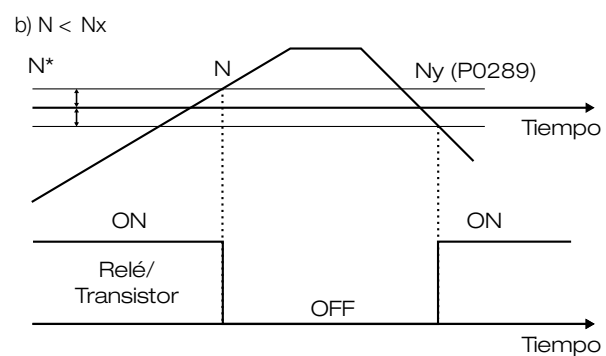 b) N < Nx
N*
N
Ny (P0289)
Tiempo
ON
ON
Relé/
Transistor
OFF
Tiempo